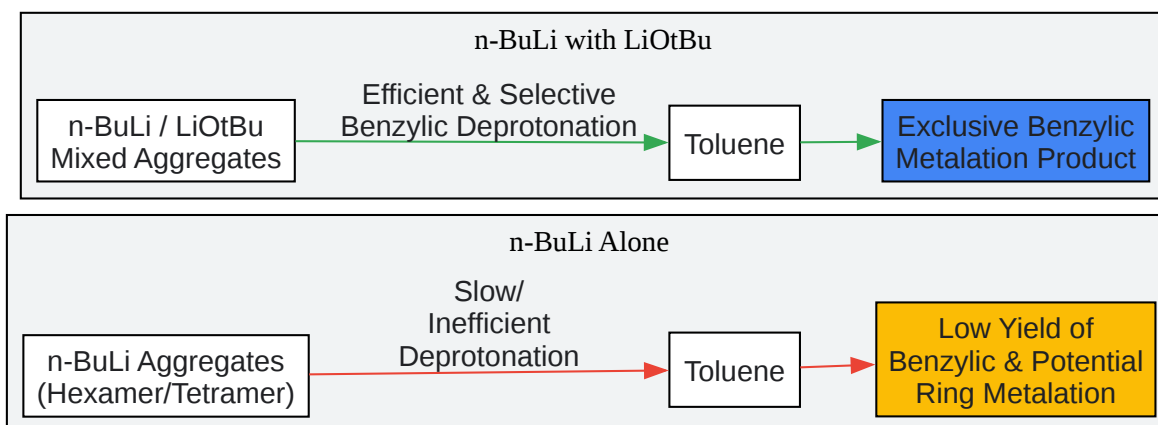 n-BuLi with LiOtBu
n-BuLi / LiOtBu
Mixed Aggregates
Efficient & Selective
Benzylic Deprotonation
Toluene
Exclusive Benzylic
Metalation Product
n-BuLi Alone
n-BuLi Aggregates
(Hexamer/Tetramer)
Slow/
Inefficient
Deprotonation
Toluene
Low Yield of
Benzylic & Potential
Ring Metalation